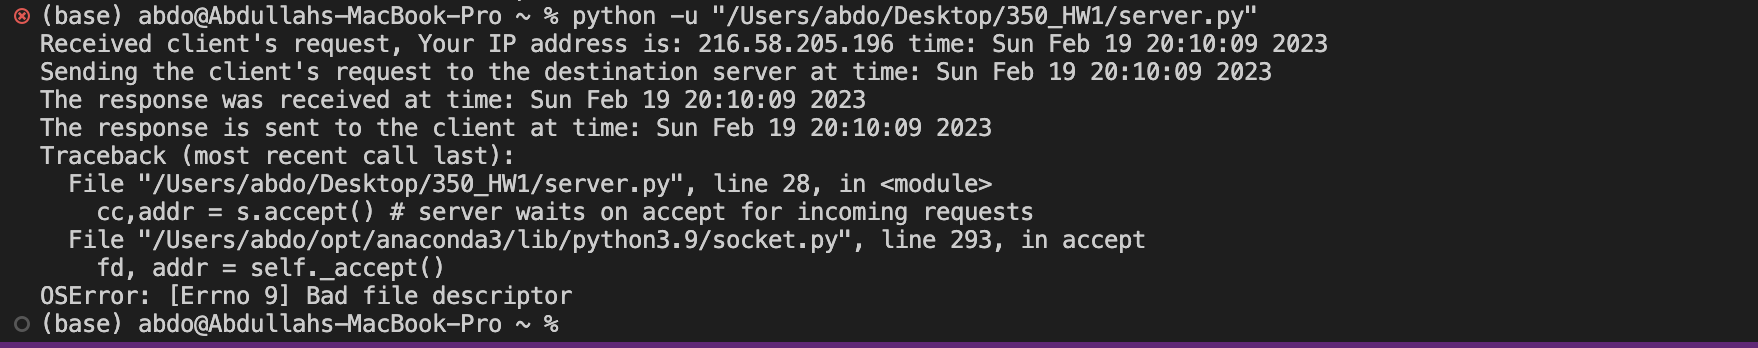 (base) abdo@Abdullahs-MacBook-Pro ~ % python -u "/Users/abdo/Desktop/350_HW1/server.py"
Received client's request, Your IP address is: 216.58.205.196 time: Sun Feb 19 20:10:09 2023
Sending the client's request to the destination server at time: Sun Feb 19 20:10:09 2023
The response was received at time: Sun Feb 19 20:10:09 2023
The response is sent to the client at time: Sun Feb 19 20:10:09 2023
Traceback (most recent call last):
  File "/Users/abdo/Desktop/350_HW1/server.py", line 28, in <module>
    cc,addr = s.accept() # server waits on accept for incoming requests
  File "/Users/abdo/opt/anaconda3/lib/python3.9/socket.py", line 293, in accept
    fd, addr = self._accept()
OSError: [Errno 9] Bad file descriptor
(base) abdo@Abdullahs-MacBook-Pro ~ %